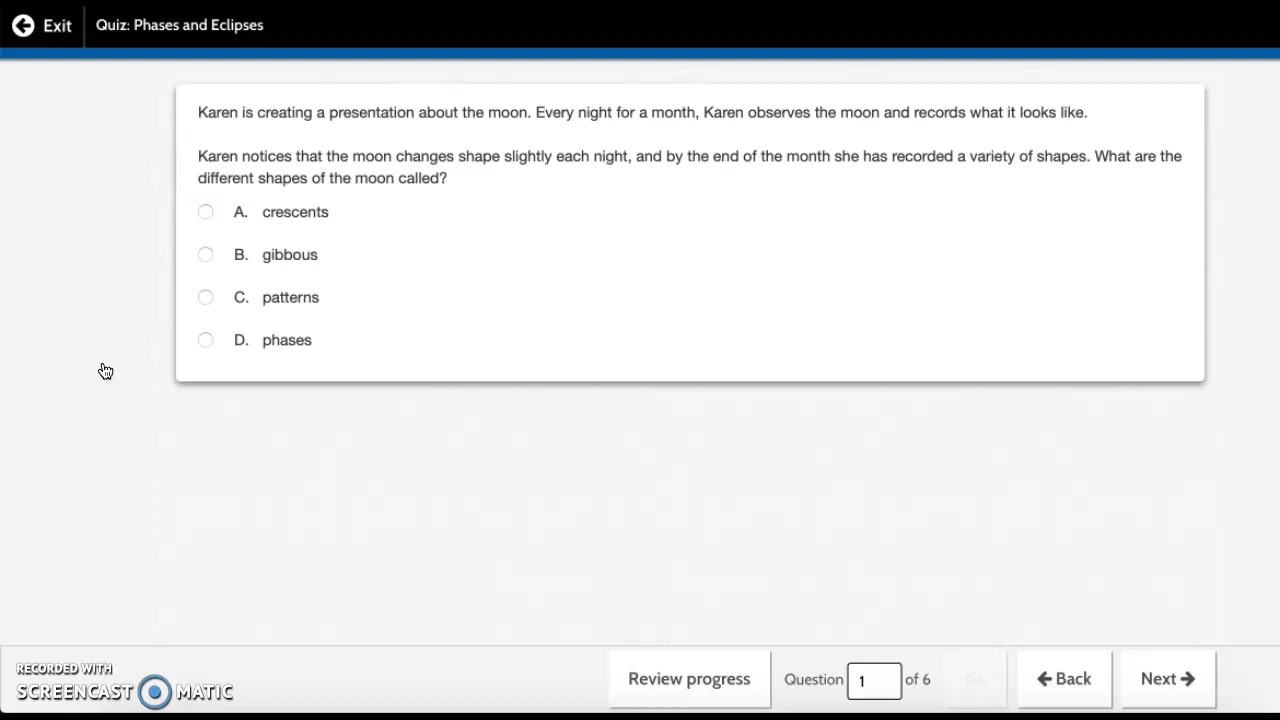 Exit Quiz: Phases and Eclipses
Karen is creating a presentation about the moon. Every night for a month, Karen observes the moon and records what it looks like.
Karen notices that the moon changes shape slightly each night, and by the end of the month she has recorded a variety of shapes. What are the
different shapes of the moon called?
A. crescents
B. gibbous
C. patterns
D. phases
RECORDED WITH
SCREENCAST MATIC
Review progress Question 1 of 6 Go Back Next